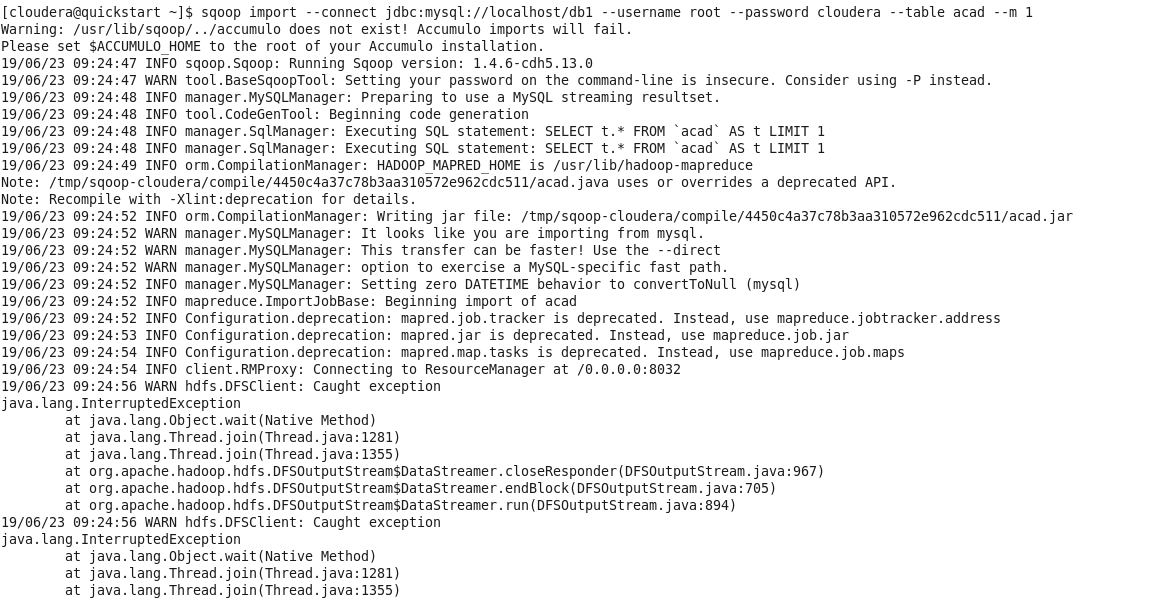 [cloudera@quickstart ~]$ sqoop import --connect jdbc:mysql://localhost/db1 --username root --password cloudera --table acad --m 1
Warning: /usr/lib/sqoop/../accumulo does not exist! Accumulo imports will fail.
Please set $ACCUMULO_HOME to the root of your Accumulo installation.
19/06/23 09:24:47 INFO sqoop.Sqoop: Running Sqoop version: 1.4.6-cdh5.13.0
19/06/23 09:24:47 WARN tool.BaseSqoopTool: Setting your password on the command-line is insecure. Consider using -P instead.
19/06/23 09:24:48 INFO manager.MySQLManager: Preparing to use a MySQL streaming resultset.
19/06/23 09:24:48 INFO tool.CodeGenTool: Beginning code generation
19/06/23 09:24:48 INFO manager.SqlManager: Executing SQL statement: SELECT t.* FROM `acad` AS t LIMIT 1
19/06/23 09:24:48 INFO manager.SqlManager: Executing SQL statement: SELECT t.* FROM `acad` AS t LIMIT 1
19/06/23 09:24:49 INFO orm.CompilationManager: HADOOP_MAPRED_HOME is /usr/lib/hadoop-mapreduce
Note: /tmp/sqoop-cloudera/compile/4450c4a37c78b3aa310572e962cdc511/acad.java uses or overrides a deprecated API.
Note: Recompile with -Xlint:deprecation for details.
19/06/23 09:24:52 INFO orm.CompilationManager: Writing jar file: /tmp/sqoop-cloudera/compile/4450c4a37c78b3aa310572e962cdc511/acad.jar
19/06/23 09:24:52 WARN manager.MySQLManager: It looks like you are importing from mysql.
19/06/23 09:24:52 WARN manager.MySQLManager: This transfer can be faster! Use the --direct
19/06/23 09:24:52 WARN manager.MySQLManager: option to exercise a MySQL-specific fast path.
19/06/23 09:24:52 INFO manager.MySQLManager: Setting zero DATETIME behavior to convertToNull (mysql)
19/06/23 09:24:52 INFO mapreduce.ImportJobBase: Beginning import of acad
19/06/23 09:24:52 INFO Configuration.deprecation: mapred.job.tracker is deprecated. Instead, use mapreduce.jobtracker.address
19/06/23 09:24:53 INFO Configuration.deprecation: mapred.jar is deprecated. Instead, use mapreduce.job.jar
19/06/23 09:24:54 INFO Configuration.deprecation: mapred.map.tasks is deprecated. Instead, use mapreduce.job.maps
19/06/23 09:24:54 INFO client.RMProxy: Connecting to ResourceManager at /0.0.0.0:8032
19/06/23 09:24:56 WARN hdfs.DFSClient: Caught exception
java.lang.InterruptedException
        at java.lang.Object.wait(Native Method)
        at java.lang.Thread.join(Thread.java:1281)
        at java.lang.Thread.join(Thread.java:1355)
        at org.apache.hadoop.hdfs.DFSOutputStream$DataStreamer.closeResponder(DFSOutputStream.java:967)
        at org.apache.hadoop.hdfs.DFSOutputStream$DataStreamer.endBlock(DFSOutputStream.java:705)
        at org.apache.hadoop.hdfs.DFSOutputStream$DataStreamer.run(DFSOutputStream.java:894)
19/06/23 09:24:56 WARN hdfs.DFSClient: Caught exception
java.lang.InterruptedException
        at java.lang.Object.wait(Native Method)
        at java.lang.Thread.join(Thread.java:1281)
        at java.lang.Thread.join(Thread.java:1355)